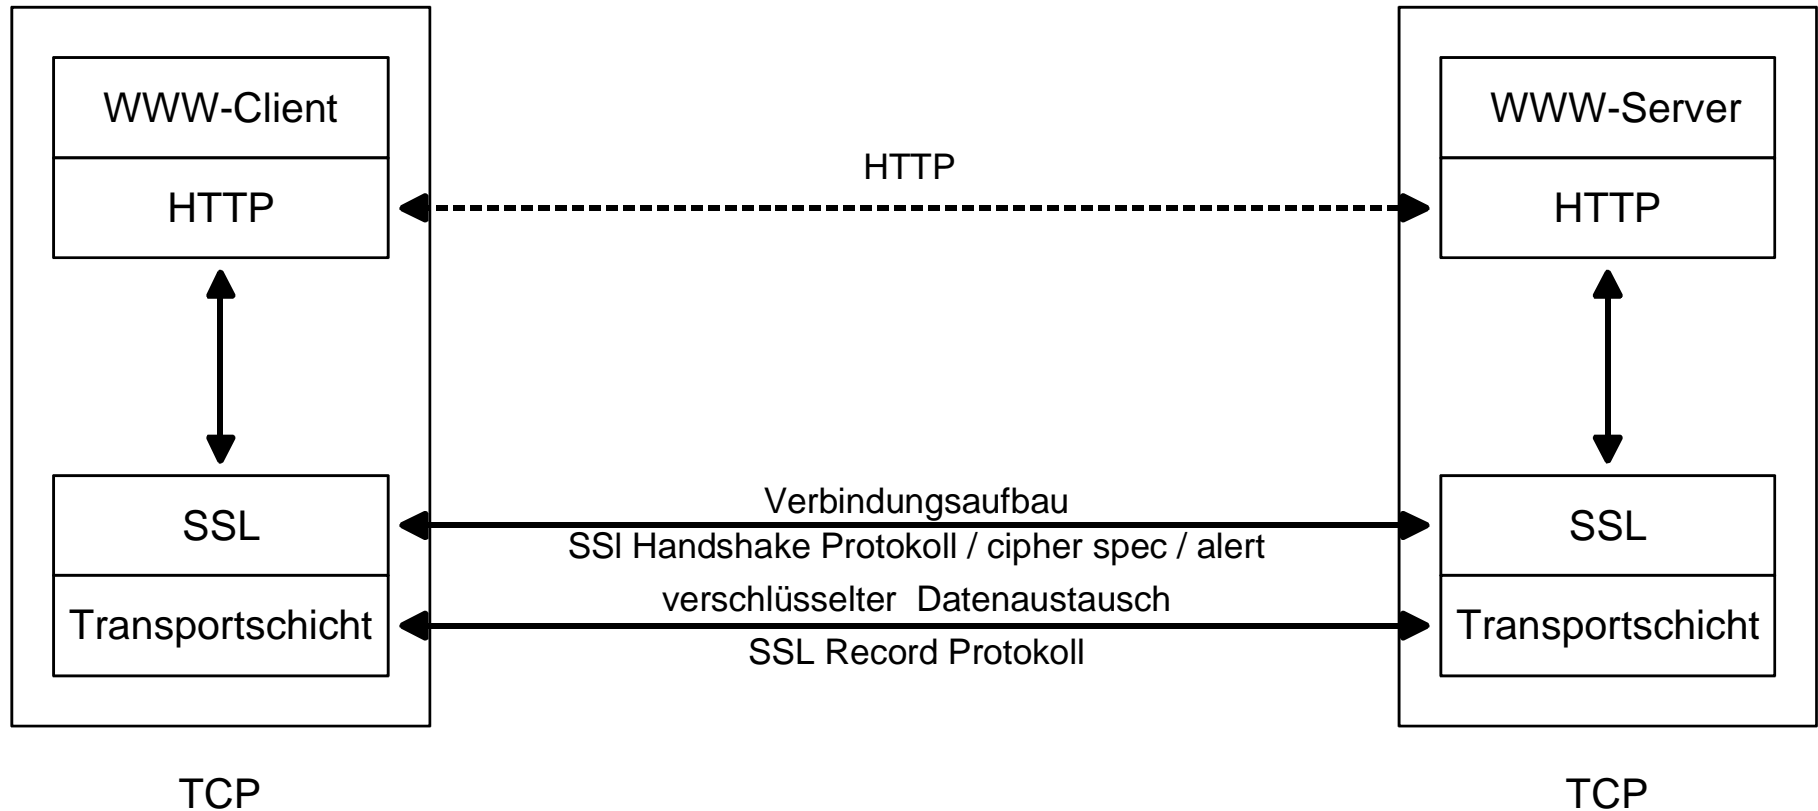 WWW-Client
WWW-Server
HTTP
HTTP
HTTP
Verbindungsaufbau
SSL
SSL
SSl Handshake Protokoll / cipher spec / alert
verschlüsselter Datenaustausch
Transportschicht
Transportschicht
SSL Record Protokoll
TCP
TCP